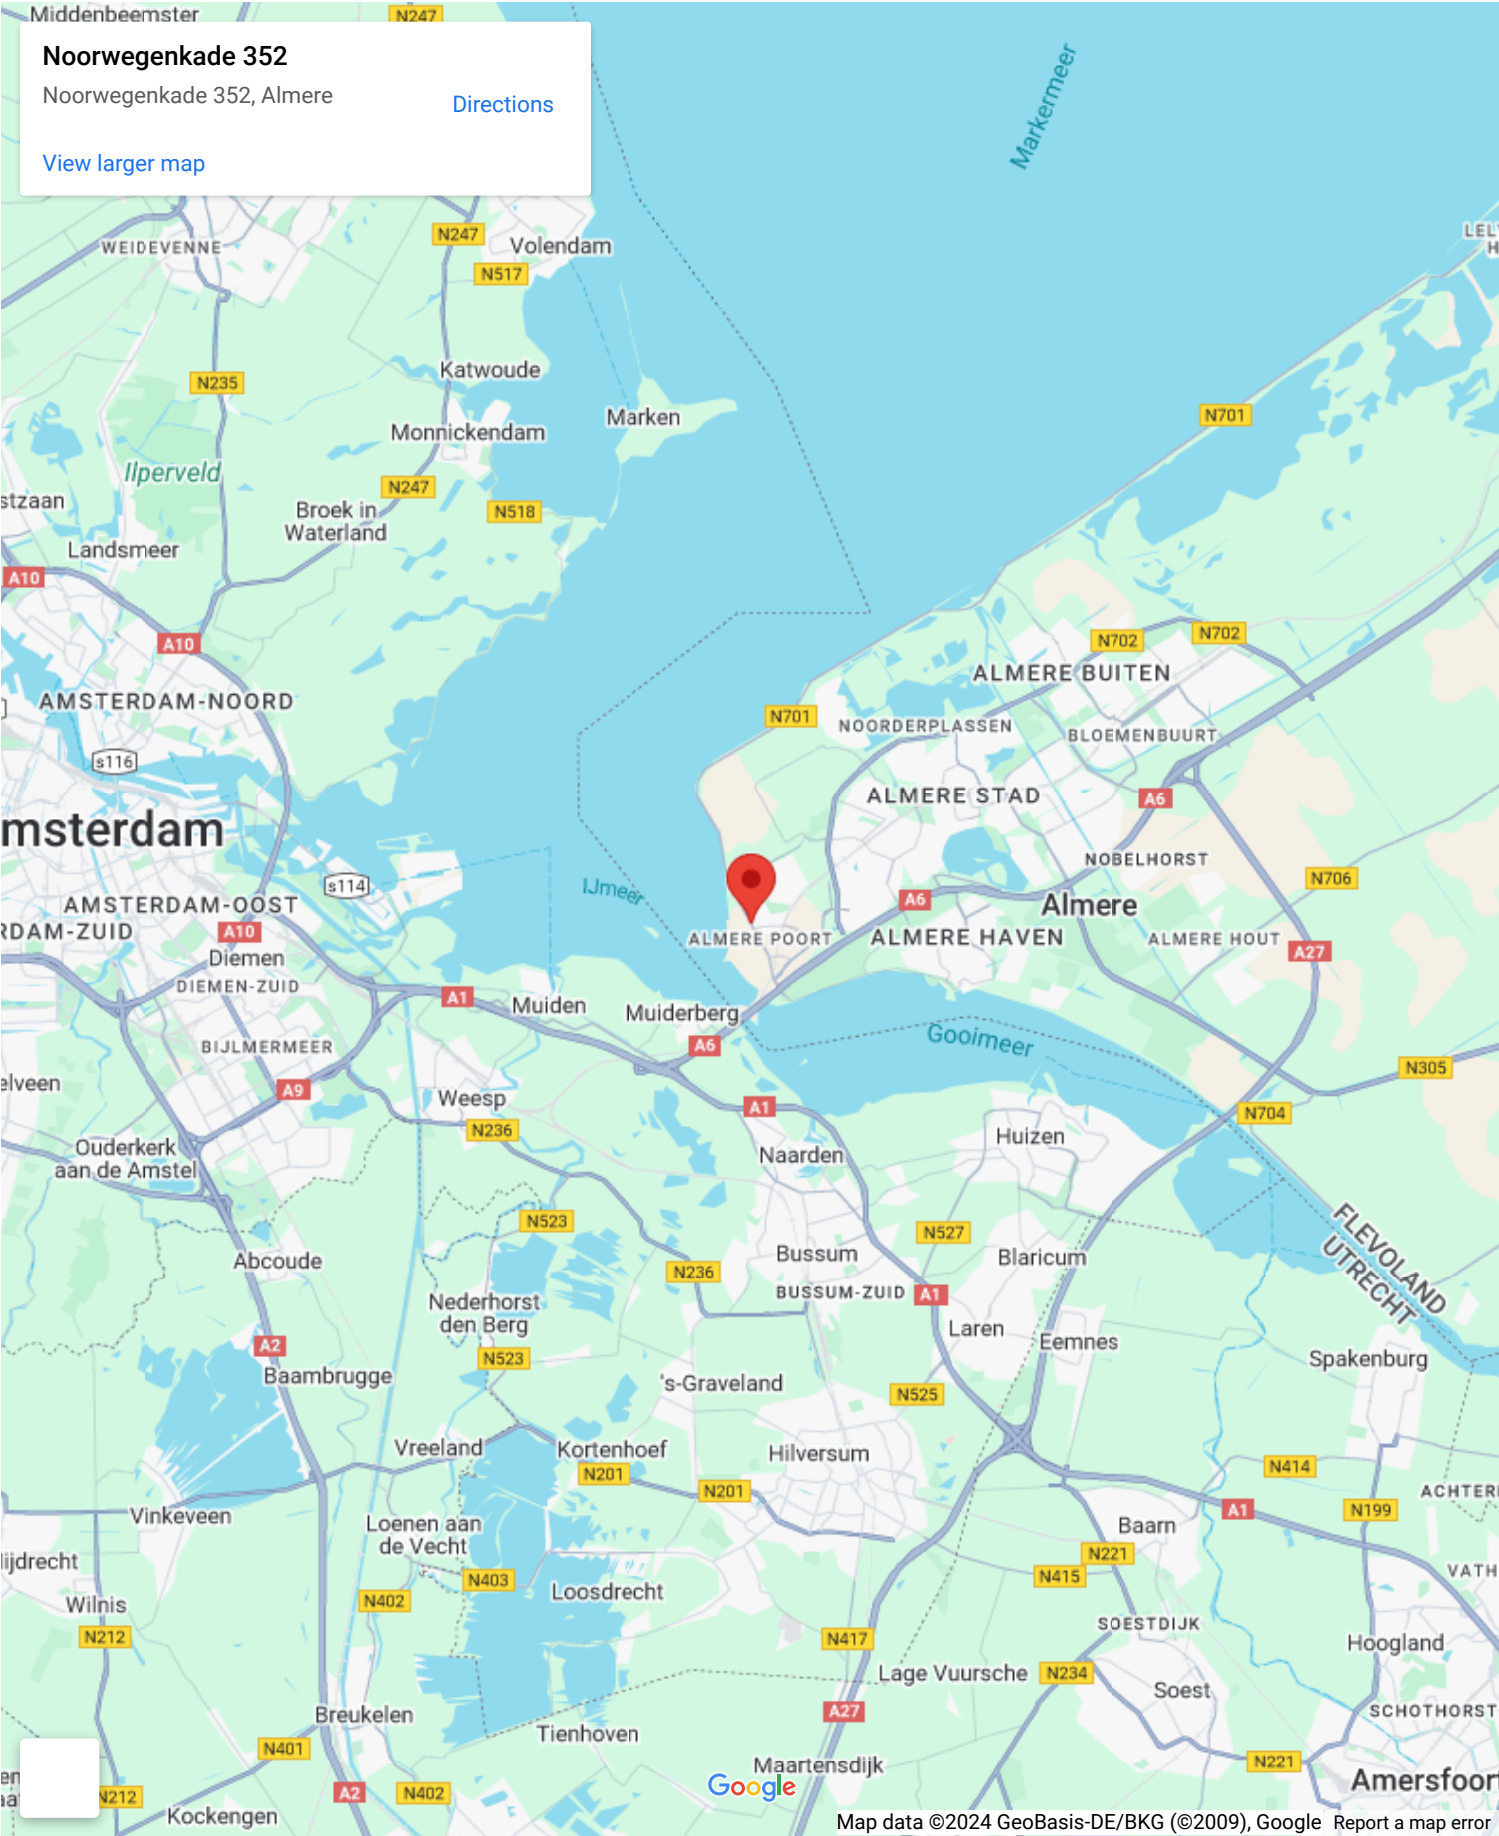 Middenbeemster
N247
Noorwegenkade 352
Noorwegenkade 352, Almere
Directions
View larger map
Markermeer
WEIDEVENNE
N247
Volendam
N517
LEL
H
N235
Katwoude
Marken
N701
Monnickendam
Ilperveld
N247
stzaan
Broek in
Waterland
N518
Landsmeer
A10
A10
N702
N702
ALMERE BUITEN
AMSTERDAM-NOORD
N701
NOORDERPLASSEN
BLOEMENBUURT
s116
ALMERE STAD
A6
msterdam
NOBELHORST
s114
IJmeer
N706
AMSTERDAM-OOST
A6
Almere
RDAM-ZUID
A10
ALMERE POORT
ALMERE HAVEN
ALMERE HOUT
A27
Diemen
DIEMEN-ZUID
A1
Muiden
Muiderberg
Gooimeer
BIJLMERMEER
A6
N305
elveen
A9
Weesp
A1
N704
N236
Huizen
Ouderkerk
aan de Amstel
Naarden
N523
N527
FLEVOLAND
UTRECHT
Abcoude
Bussum
Blaricum
N236
BUSSUM-ZUID
A1
Nederhorst
den Berg
Laren
Eemnes
A2
N523
Spakenburg
Baambrugge
's-Graveland
N525
Vreeland
Kortenhoef
Hilversum
N201
N414
N201
ACHTER
Vinkeveen
A1
N199
Loenen aan
de Vecht
Baarn
N221
ijdrecht
VATH
N403
N415
N402
Loosdrecht
Wilnis
SOESTDIJK
N212
N417
Hoogland
Lage Vuursche
N234
Soest
A27
SCHOTHORST
Breukelen
Tienhoven
N401
Maartensdijk
N221
en
Google
Amersfoor
aa
N212
A2
N402
Kockengen
Map data ©2024 GeoBasis-DE/BKG (©2009), Google
Report a map error